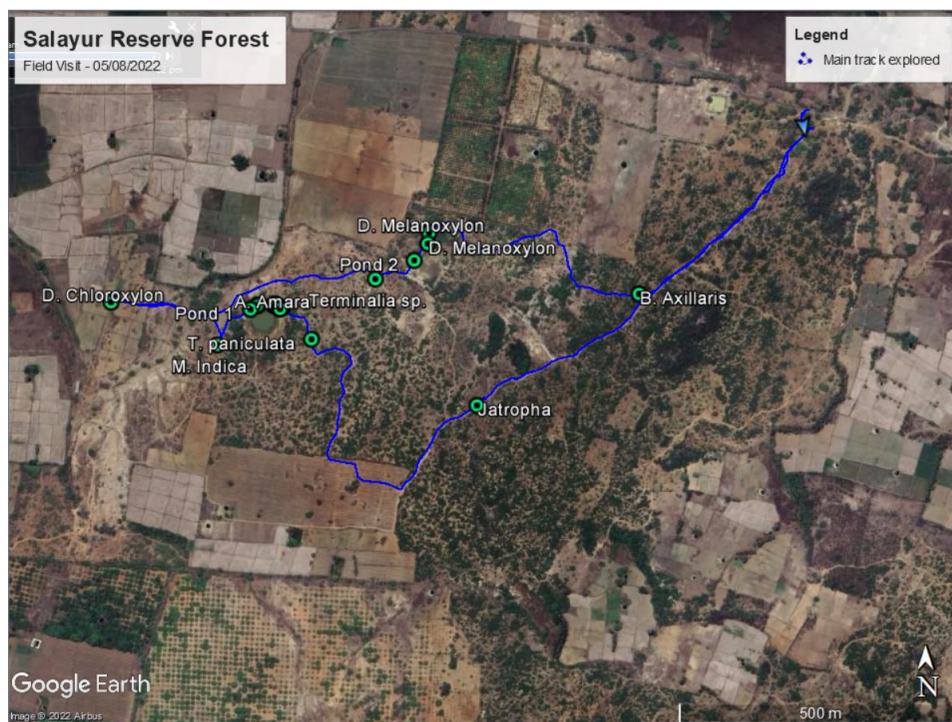 Salayur Reserve Forest
Field Visit - 05/08/2022
Legend
Main track explored
D. Melanoxylon
D. Melanoxylon
Pond 2
D. Chloroxylon
A. Amara
Terminalia sp.
B. Axillaris
Pond 1
T. paniculata
M. Indica
Jatropha
Google Earth
N
Image © 2022 Airbus
500 m